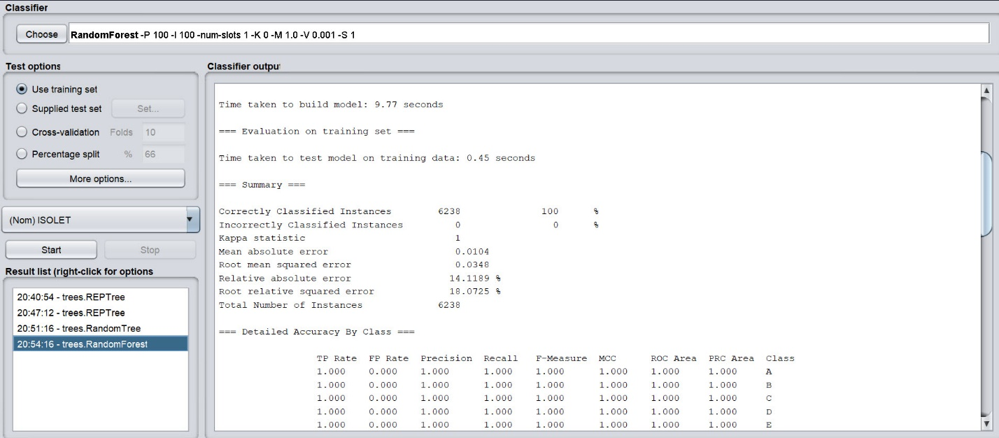 Classifier
Choose RandomForest -P 100 -I 100 -num-slots 1 -K 0 -M 1.0 -V 0.001 -S 1
Test options
Use training set
Supplied test set Set...
Cross-validation Folds 10
Percentage split % 66
More options...
(Nom) ISOLET
Start Stop
Result list (right-click for options
20:40:54 - trees.REPTree
20:47:12 - trees.REPTree
20:51:16 - trees.RandomTree
20:54:16 - trees.RandomForest
Classifier outpu
Time taken to build model: 9.77 seconds
=== Evaluation on training set ===
Time taken to test model on training data: 0.45 seconds
=== Summary ===
Correctly Classified Instances 6238 100 %
Incorrectly Classified Instances 0 0 %
Kappa statistic 1
Mean absolute error 0.0104
Root mean squared error 0.0348
Relative absolute error 14.1189 %
Root relative squared error 18.0725 %
Total Number of Instances 6238
=== Detailed Accuracy By Class ===
TP Rate FP Rate Precision Recall F-Measure MCC ROC Area PRC Area Class
1.000 0.000 1.000 1.000 1.000 1.000 1.000 1.000 A
1.000 0.000 1.000 1.000 1.000 1.000 1.000 1.000 B
1.000 0.000 1.000 1.000 1.000 1.000 1.000 1.000 C
1.000 0.000 1.000 1.000 1.000 1.000 1.000 1.000 D
1.000 0.000 1.000 1.000 1.000 1.000 1.000 1.000 E